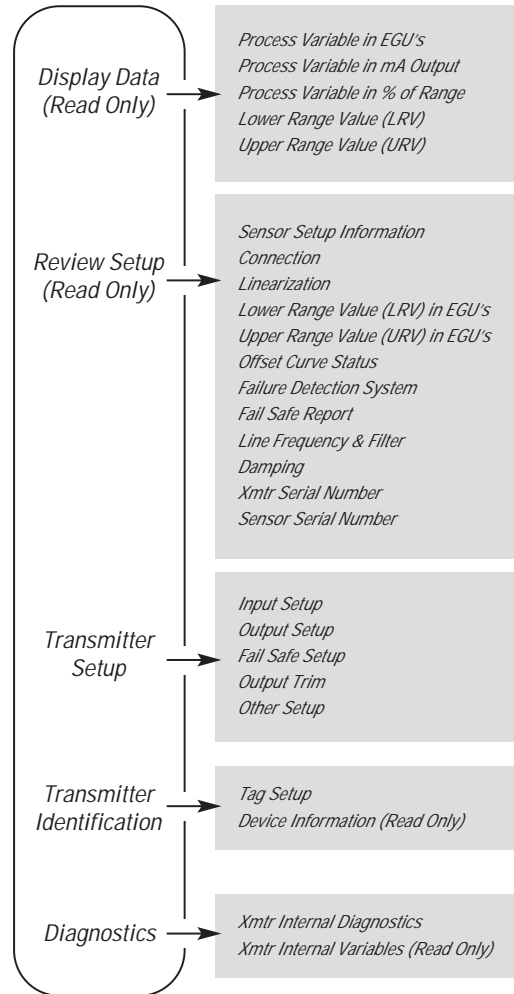 Display Data
(Read Only)
Process Variable in EGU's
Process Variable in mA Output
Process Variable in % of Range
Lower Range Value (LRV)
Upper Range Value (URV)
Review Setup
(Read Only)
Sensor Setup Information
Connection
Linearization
Lower Range Value (LRV) in EGU's
Upper Range Value (URV) in EGU's
Offset Curve Status
Failure Detection System
Fail Safe Report
Line Frequency & Filter
Damping
Xmtr Serial Number
Sensor Serial Number
Transmitter
Setup
Input Setup
Output Setup
Fail Safe Setup
Output Trim
Other Setup
Transmitter
Identification
Tag Setup
Device Information (Read Only)
Diagnostics
Xmtr Internal Diagnostics
Xmtr Internal Variables (Read Only)